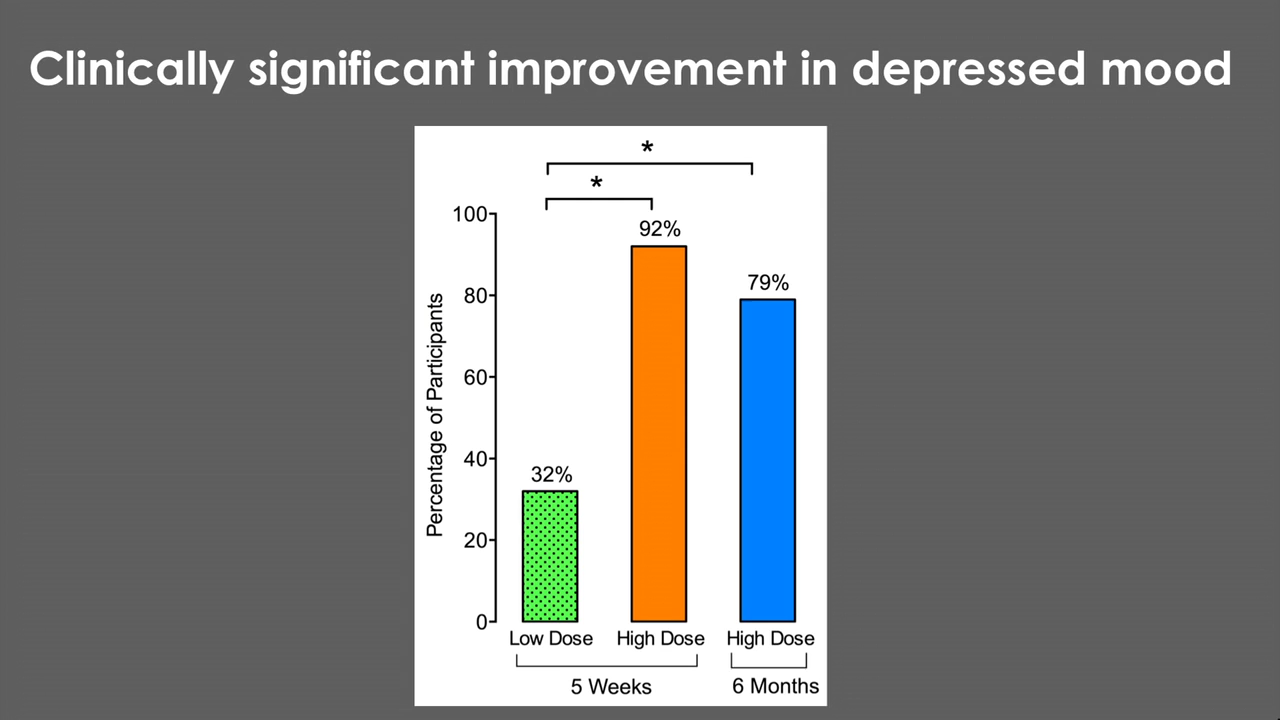 Clinically significant improvement in depressed mood
*
*
100
92%
79%
80
60
40
32%
20
0
Percentage of Participants
Low Dose High Dose High Dose
5 Weeks 6 Months